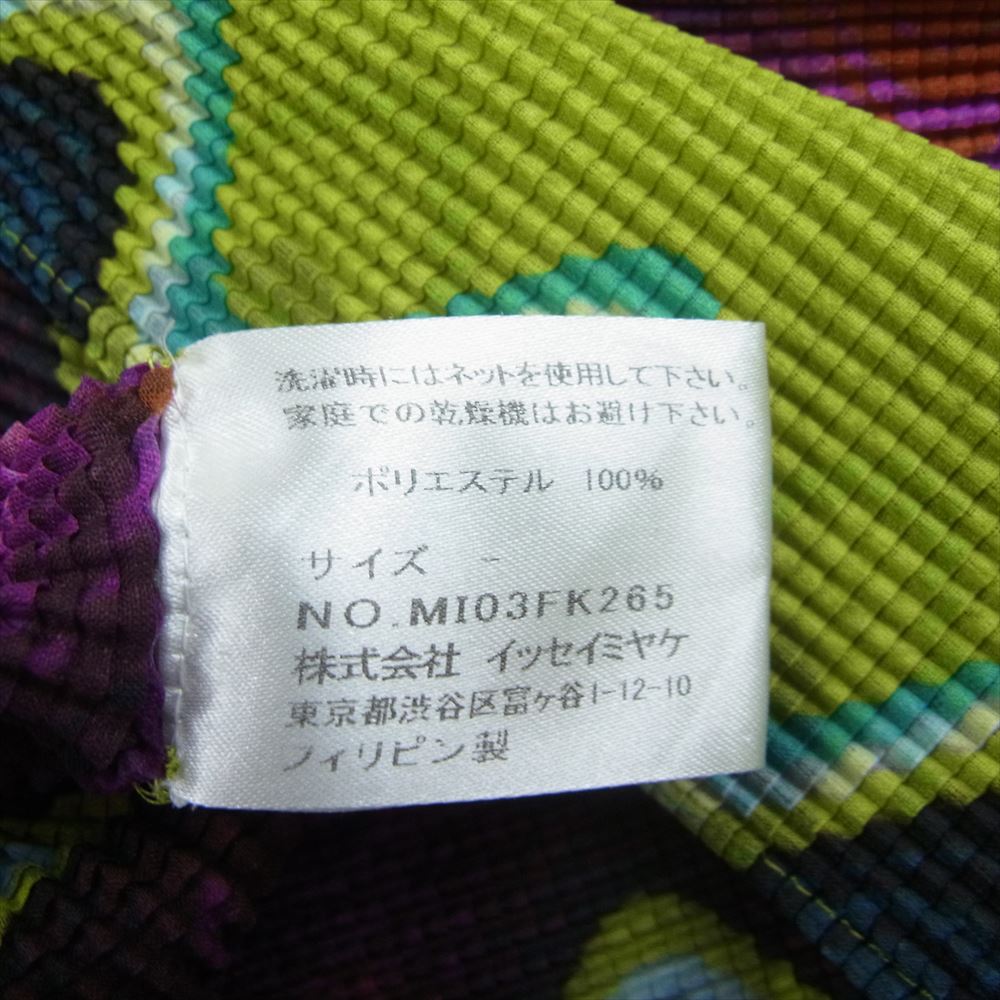 洗濯時にはネットを使用して下さい。
家庭での乾燥機はお避け下さい。
ポリエステル 100%
サイズ -
NO.MI03FK265
株式会社 イッセイミヤケ
東京都渋谷区富ヶ谷1-12-10
フィリピン製